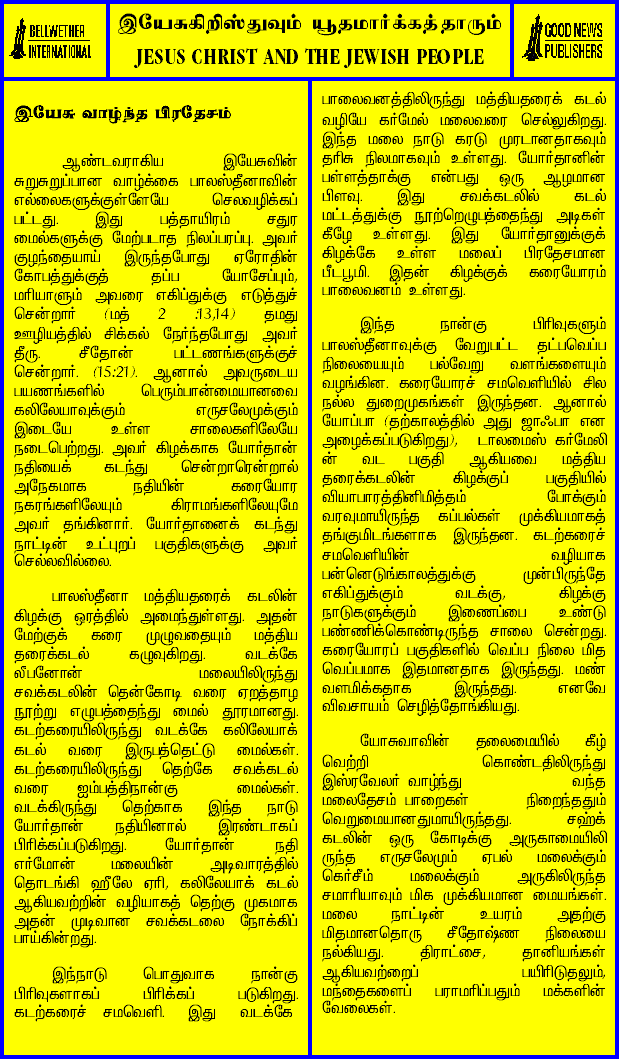 BELLWETHER
INTERNATIONAL
இயேசுகிறிஸ்துவும் யூதமார்க்கத்தாரும்
JESUS CHRIST AND THE JEWISH PEOPLE
GOOD NEWS
PUBLISHERS
இயேசு வாழ்ந்த பிரதேசம்
ஆண்டவராகிய இயேசுவின்
சுறுசுறுப்பான வாழ்க்கை பாலஸ்தீனாவின்
எல்லைகளுக்குள்ளேயே செலவழிக்கப்
பட்டது. இது பத்தாயிரம் சதுர
மைல்களுக்கு மேற்படாத நிலப்பரப்பு. அவர்
குழந்தையாய் இருந்தபோது ஏரோதின்
கோபத்துக்குத் தப்ப யோசேப்பும்,
மரியாளும் அவரை எகிப்துக்கு எடுத்துச்
சென்றார் (மத் 2 :13,14) தமது
ஊழியத்தில் சிக்கல் நேர்ந்தபோது அவர்
தீரு. சீதோன் பட்டணங்களுக்குச்
சென்றார். (15:21). ஆனால் அவருடைய
பயணங்களில் பெரும்பான்மையானவை
கலிலேயாவுக்கும் எருசலேமுக்கும்
இடையே உள்ள சாலைகளிலேயே
நடைபெற்றது. அவர் கிழக்காக யோர்தான்
நதியைக் கடந்து சென்றாரென்றால்
அநேகமாக நதியின் கரையோர
நகரங்களிலேயும் கிராமங்களிலேயுமே
அவர் தங்கினார். யோர்தானைக் கடந்து
நாட்டின் உட்புறப் பகுதிகளுக்கு அவர்
செல்லவில்லை.
பாலஸ்தீனா மத்தியதரைக் கடலின்
கிழக்கு ஒரத்தில் அமைந்துள்ளது. அதன்
மேற்குக் கரை முழுவதையும் மத்திய
தரைக்கடல் கழுவுகிறது. வடக்கே
லீபனோன் மலையிலிருந்து
சவக்கடலின் தென்கோடி வரை ஏறத்தாழ
நூற்று எழுபத்தைந்து மைல் தூரமானது.
கடற்கரையிலிருந்து வடக்கே கலிலேயாக்
கடல் வரை இருபத்தெட்டு மைல்கள்.
கடற்கரையிலிருந்து தெற்கே சவக்கடல்
வரை ஐம்பத்திநான்கு மைல்கள்.
வடக்கிருந்து தெற்காக இந்த நாடு
யோர்தான் நதியினால் இரண்டாகப்
பிரிக்கப்படுகிறது. யோர்தான் நதி
எர்மோன் மலையின் அடிவாரத்தில்
தொடங்கி ஹீலே ஏரி, கலிலேயாக் கடல்
ஆகியவற்றின் வழியாகத் தெற்கு முகமாக
அதன் முடிவான சவக்கடலை நோக்கிப்
பாய்கின்றது.
இந்நாடு பொதுவாக நான்கு
பிரிவுகளாகப் பிரிக்கப் படுகிறது.
கடற்கரைச் சமவெளி. இது வடக்கே
பாலைவனத்திலிருந்து மத்தியதரைக் கடல்
வழியே கர்மேல் மலைவரை செல்லுகிறது.
இந்த மலை நாடு கரடு முரடானதாகவும்
தரிசு நிலமாகவும் உள்ளது. யோர்தானின்
பள்ளத்தாக்கு என்பது ஒரு ஆழமான
பிளவு. இது சவக்கடலில் கடல்
மட்டத்துக்கு நூற்றெழுபத்தைந்து அடிகள்
கீழே உள்ளது. இது யோர்தானுக்குக்
கிழக்கே உள்ள மலைப் பிரதேசமான
பீடபூமி. இதன் கிழக்குக் கரையோரம்
பாலைவனம் உள்ளது.
இந்த நான்கு பிரிவுகளும்
பாலஸ்தீனாவுக்கு வேறுபட்ட தட்பவெப்ப
நிலையையும் பல்வேறு வளங்களையும்
வழங்கின. கரையோரச் சமவெளியில் சில
நல்ல துறைமுகங்கள் இருந்தன. ஆனால்
யோப்பா (தற்காலத்தில் அது ஜாஃபா என
அழைக்கப்படுகிறது), டாலமைஸ் கர்மேலி
ன் வட பகுதி ஆகியவை மத்திய
தரைக்கடலின் கிழக்குப் பகுதியில்
வியாபாரத்தினிமித்தம் போக்கும்
வரவுமாயிருந்த கப்பல்கள் முக்கியமாகத்
தங்குமிடங்களாக இருந்தன. கடற்கரைச்
சமவெளியின் வழியாக
பன்னெடுங்காலத்துக்கு முன்பிருந்தே
எகிப்துக்கும் வடக்கு, கிழக்கு
நாடுகளுக்கும் இணைப்பை உண்டு
பண்ணிக்கொண்டிருந்த சாலை சென்றது.
கரையோரப் பகுதிகளில் வெப்ப நிலை மித
வெப்பமாக இதமானதாக இருந்தது. மண்
வளமிக்கதாக இருந்தது. எனவே
விவசாயம் செழித்தோங்கியது.
யோசுவாவின் தலைமையில் கீழ்
வெற்றி கொண்டதிலிருந்து
இஸ்ரவேலர் வாழ்ந்து வந்த
மலைதேசம் பாறைகள் நிறைந்ததும்
வெறுமையானதுமாயிருந்தது. சஹ்க்
கடலின் ஒரு கோடிக்கு அருகாமையிலி
ருந்த எருசலேமும் ஏபல் மலைக்கும்
கெர்சீம் மலைக்கும் அருகிலிருந்த
சமாரியாவும் மிக முக்கியமான மையங்கள்.
மலை நாட்டின் உயரம் அதற்கு
மிதமானதொரு சீதோஷ்ண நிலையை
நல்கியது. திராட்சை, தானியங்கள்
ஆகியவற்றைப் பயிரிடுதலும்,
மந்தைகளைப் பராமரிப்பதும் மக்களின்
வேலைகள்.